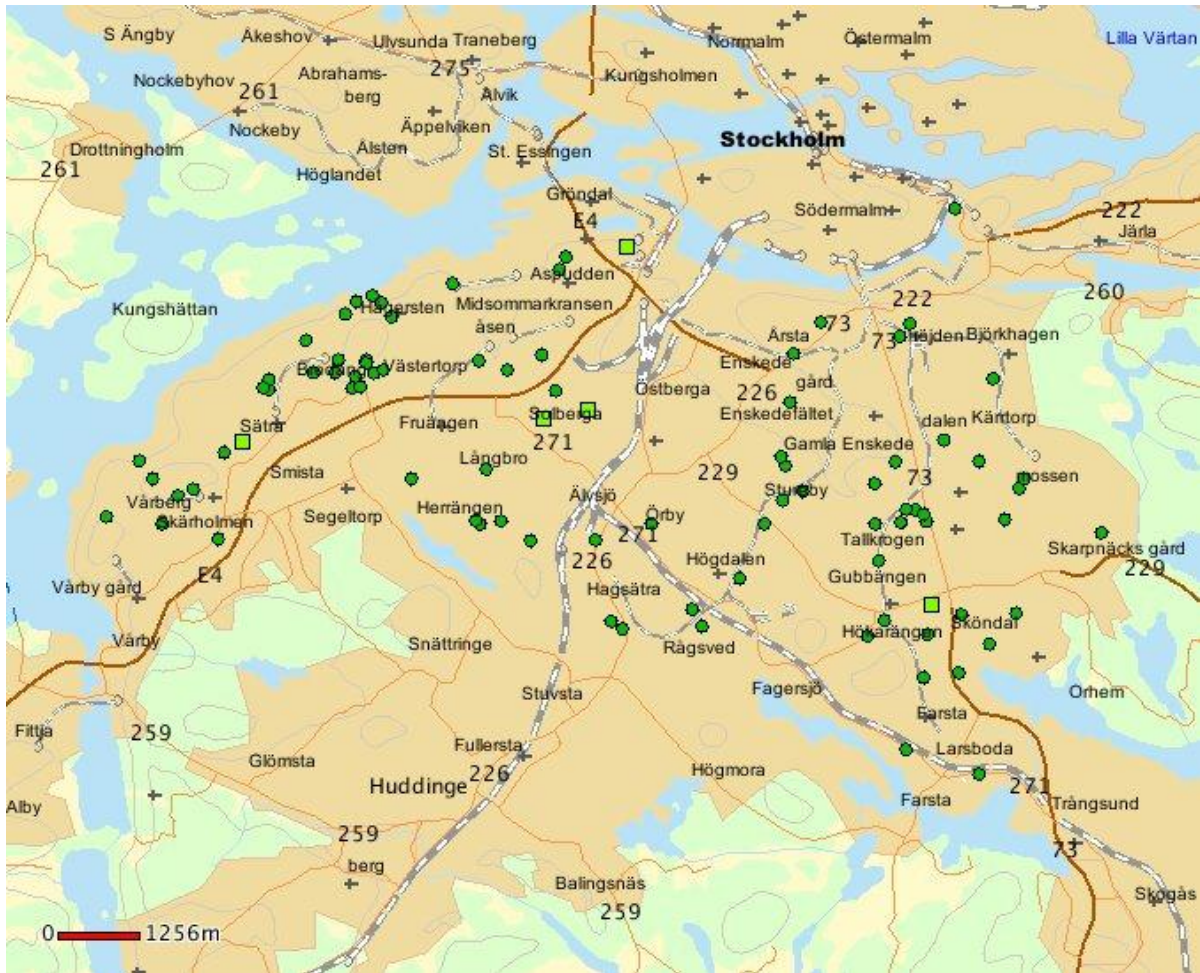 S Ängby
Åkeshov
Ulvsunda
Traneberg
Norrmalm
Östermalm
Lilla Värtan
Nockebyhov
Abrahams-
berg
275
Kungsholmen
261
Alvik
Nockeby
Äppelviken
Stockholm
Drottningholm
Ålsten
St. Essingen
261
Höglandet
Gröndal
Södermalm
222
E4
Järla
Aspudden
Kungshättan
Hägersten
Midsommarkransen
222
260
åsen
Årsta
73
73
Höjden
Björkhagen
Bredäng
Västertorp
Enskede
gård
Östberga
226
Sätra
Fruängen
Solberga
Enskedefältet
dalen
Kärrtorp
271
Gamla Enskede
Smista
Långbro
229
73
mossen
Vårberg
Skärholmen
Segeltorp
Herrängen
Älvsjö
Stureby
Örby
271
Tallkrogen
Skarpnäcks gård
E4
226
Högdalen
229
Vårby gård
Hagsätra
Gubbängen
Vårby
Snättringe
Rågsved
Hökarängen
Sköndal
Stuvsta
Fagersjö
Orhem
Fittja
259
Farsta
Fullersta
Larsboda
Glömsta
226
Högmora
Huddinge
271
Alby
Farsta
Trångsund
259
73
berg
Balingsnäs
Skogås
259
0
1256m